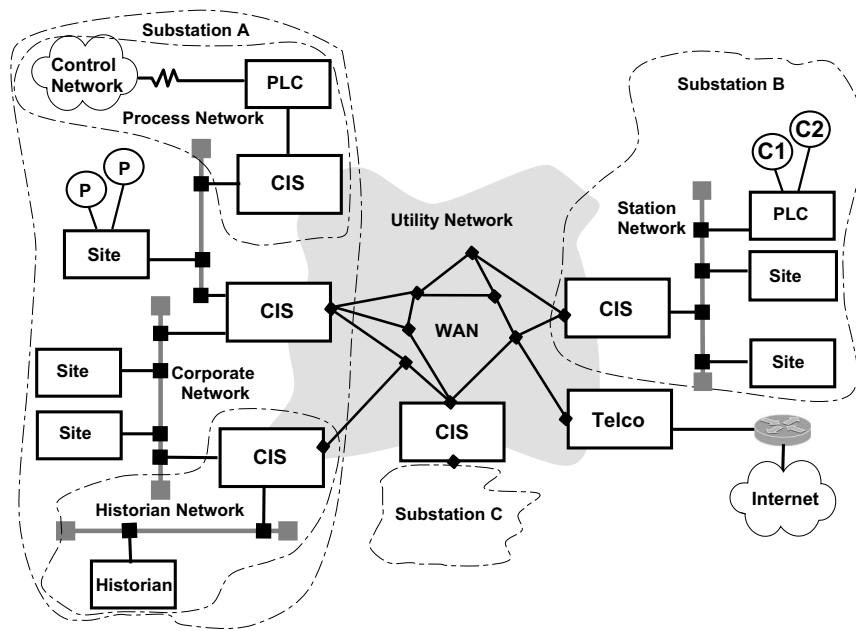 Substation A
Control
Network
PLC
Substation B
Process Network
C1
C2
P
P
CIS
Utility Network
Station
Network
PLC
Site
Site
CIS
CIS
WAN
Site
Corporate
Network
Site
Site
Telco
CIS
CIS
Historian Network
Substation C
Internet
Historian